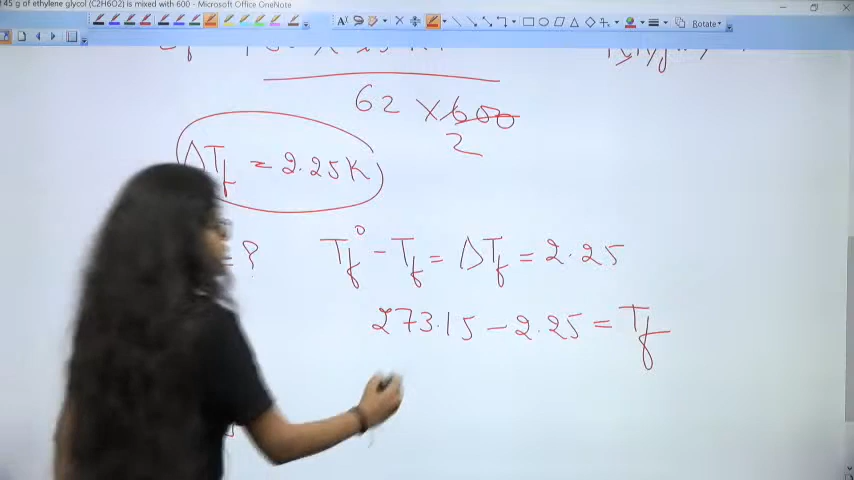 45 g of ethylene glycol (C2H6O2) is mixed with 600 - Microsoft OneNote
Rotate
62 × 600
2
ΔTf = 2.25K
= ?
Tf° - Tf = ΔTf = 2.25
273.15 - 2.25 = Tf